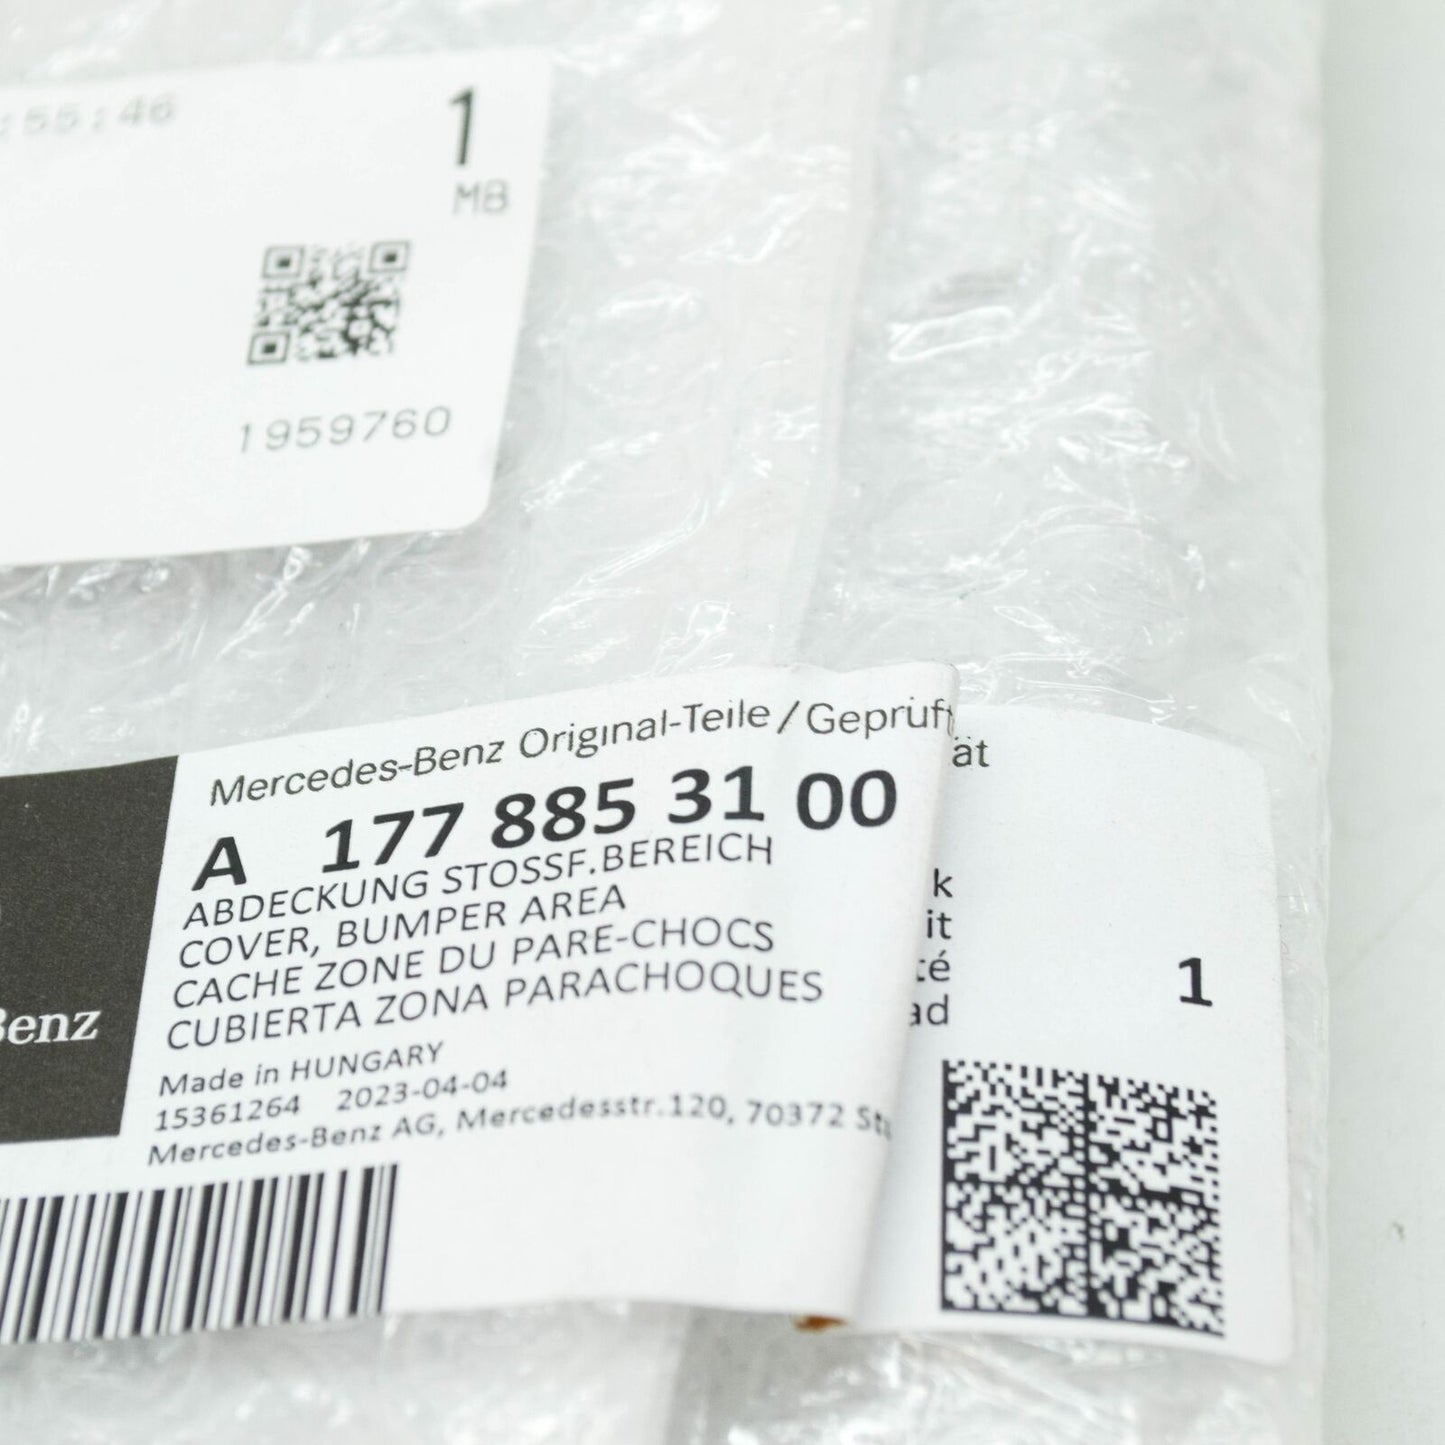 :55:46
1
MB
1959760
Mercedes-Benz Original-Teile / Geprüft
ät
A 177 885 31 00
ABDECKUNG STOSSF.BEREICH
COVER, BUMPER AREA
CACHE ZONE DU PARE-CHOCS
CUBIERTA ZONA PARACHOQUES
Made in HUNGARY
15361264 2023-04-04
Mercedes-Benz AG, Mercedesstr.120, 70372
Benz
k
it
té
ad
1